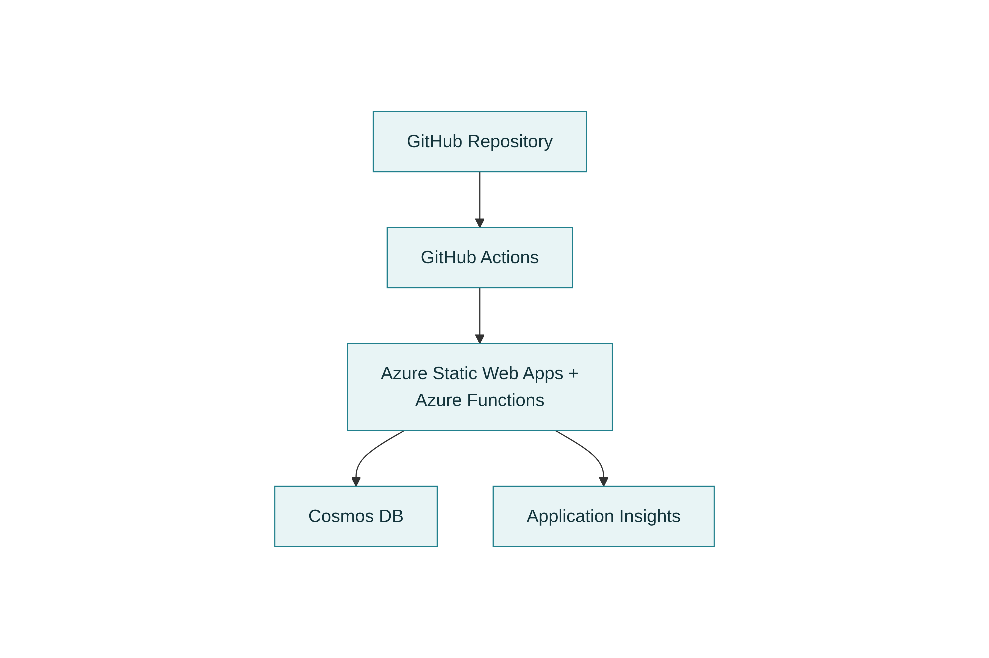 GitHub Repository
GitHub Actions
Azure Static Web Apps +
Azure Functions
Cosmos DB
Application Insights